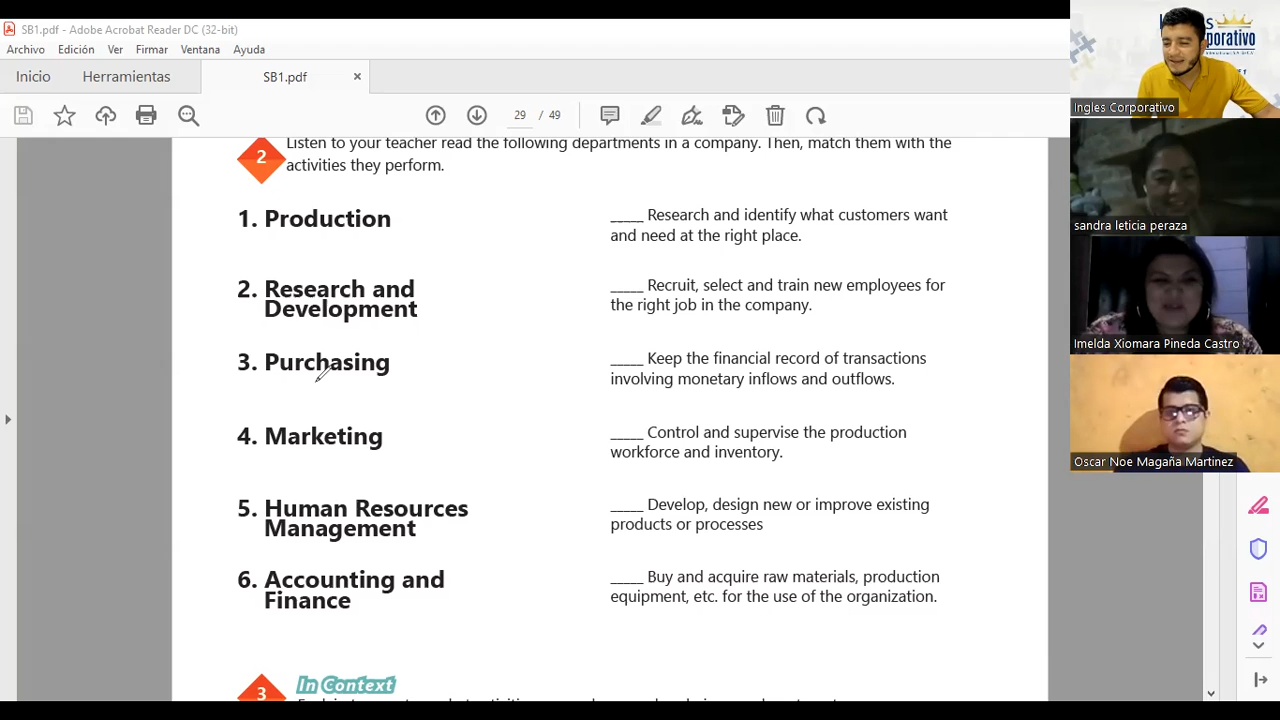 SB1.pdf - Adobe Acrobat Reader DC (32-bit)
Archivo Edición Ver Firmar Ventana Ayuda
Inicio Herramientas SB1.pdf ×
29 / 49
2 Listen to your teacher read the following departments in a company. Then, match them with the
activities they perform.
1. Production
_____ Research and identify what customers want
and need at the right place.
2. Research and
Development
_____ Recruit, select and train new employees for
the right job in the company.
3. Purchasing
_____ Keep the financial record of transactions
involving monetary inflows and outflows.
4. Marketing
_____ Control and supervise the production
workforce and inventory.
5. Human Resources
Management
_____ Develop, design new or improve existing
products or processes
6. Accounting and
Finance
_____ Buy and acquire raw materials, production
equipment, etc. for the use of the organization.
3 In Context
Ingles Corporativo
sandra leticia peraza
Imelda Xiomara Pineda Castro
Oscar Noe Magaña Martinez